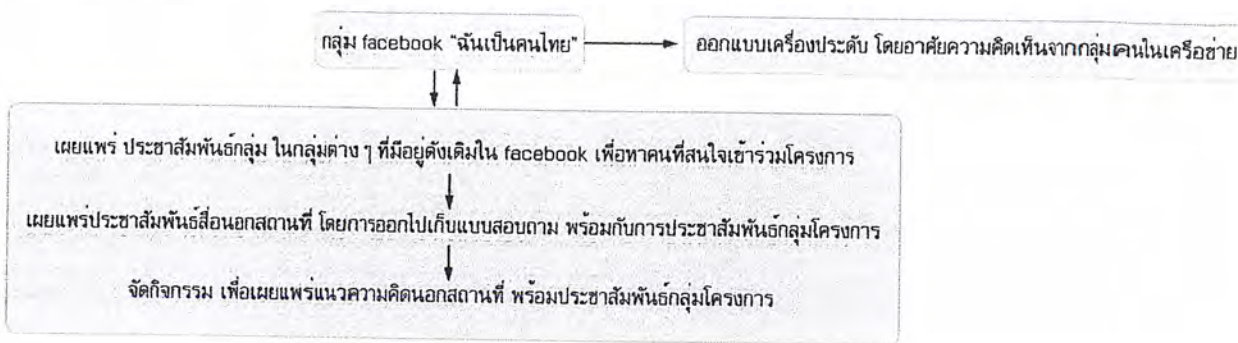 กลุ่ม facebook “ฉันเป็นคนไทย”
ออกแบบเครื่องประดับ โดยอาศัยความคิดเห็นจากกลุ่มคนในเครือข่าย
เผยแพร่ ประชาสัมพันธ์กลุ่ม ในกลุ่มต่าง ๆ ที่มีอยู่ดั้งเดิมใน facebook เพื่อหาคนที่สนใจเข้าร่วมโครงการ
เผยแพร่ประชาสัมพันธ์สื่อนอกสถานที่ โดยการออกไปเก็บแบบสอบถาม พร้อมกับการประชาสัมพันธ์กลุ่มโครงการ
จัดกิจกรรม เพื่อเผยแพร่แนวความคิดนอกสถานที่ พร้อมประชาสัมพันธ์กลุ่มโครงการ